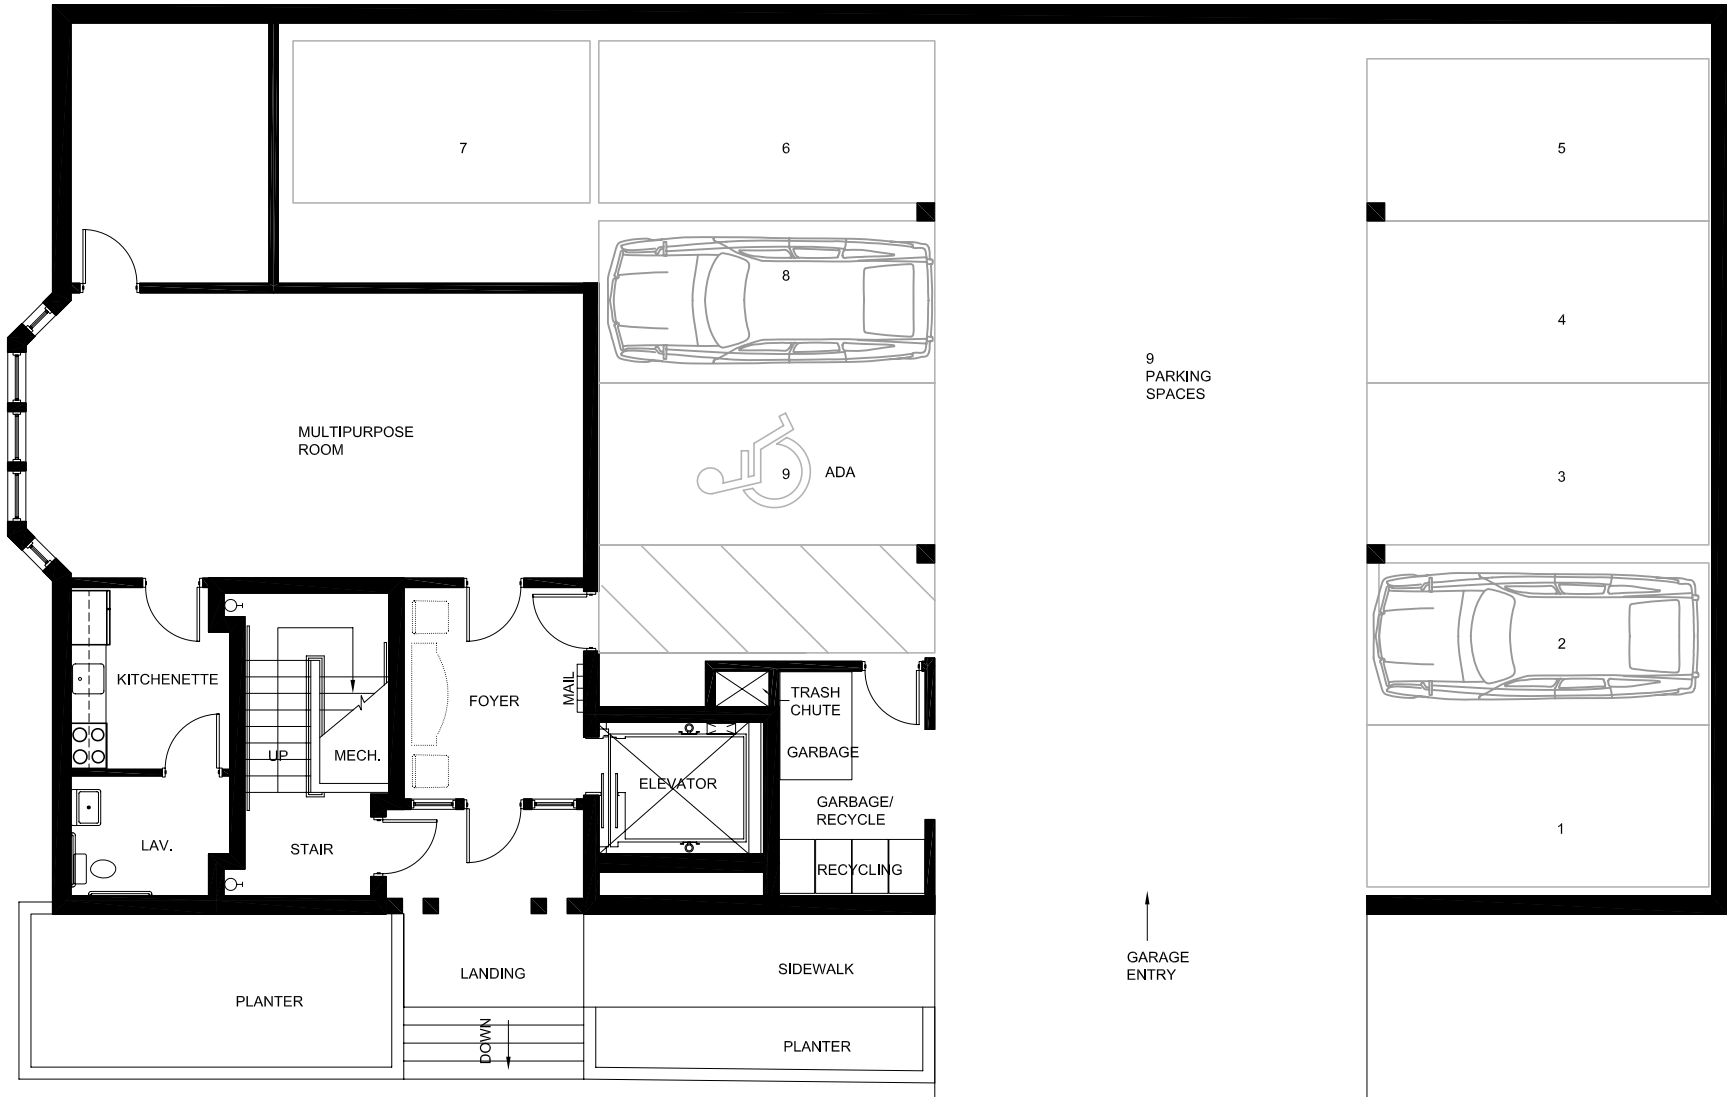 7
6
5
8
4
9
PARKING
SPACES
MULTIPURPOSE
ROOM
9
ADA
3
2
KITCHENETTE
FOYER
MAIL
TRASH
CHUTE
UP
MECH.
GARBAGE
ELEVATOR
GARBAGE/
RECYCLE
1
LAV.
STAIR
RECYCLING
GARAGE
ENTRY
LANDING
SIDEWALK
PLANTER
DOWN
PLANTER